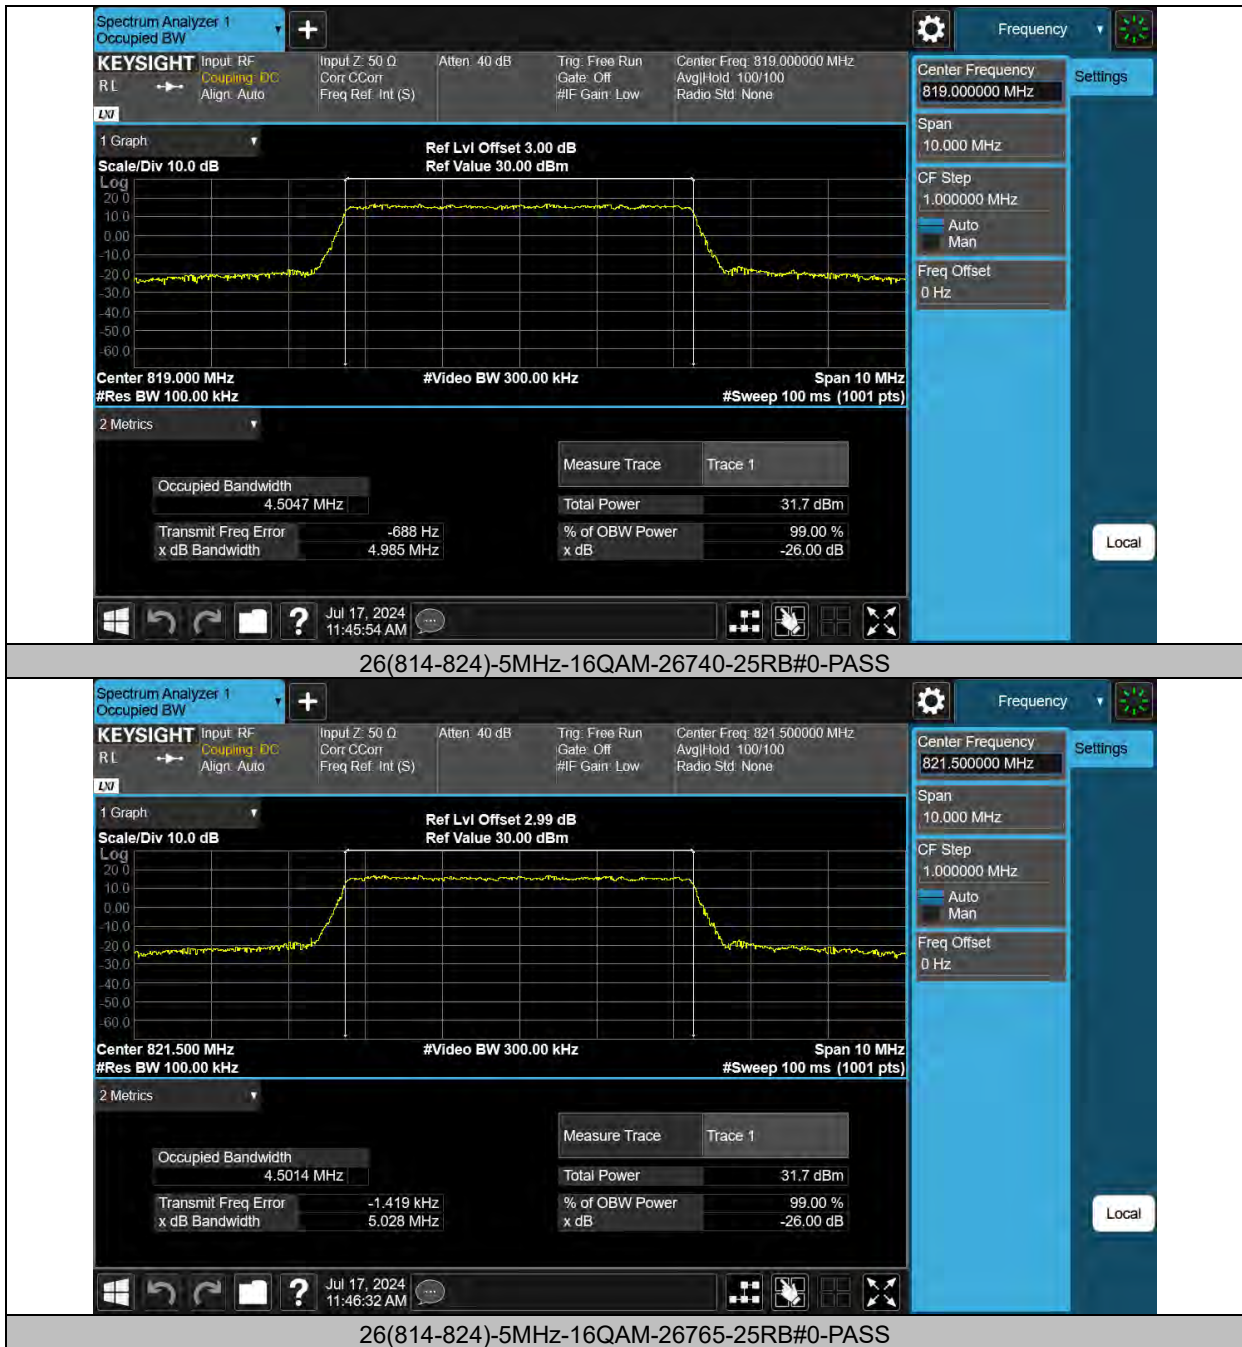 Spectrum Analyzer 1
Occupied BW
Frequency
KEYSIGHT
RL
LXI
Input: RF
Coupling: DC
Align: Auto
Input Z: 50 Ω
Corr CCorr
Freq Ref: Int (S)
Atten: 40 dB
Trig: Free Run
Gate: Off
#IF Gain: Low
Center Freq: 819.000000 MHz
Avg|Hold: 100/100
Radio Std: None
Center Frequency
819.000000 MHz
Settings
Span
10.000 MHz
CF Step
1.000000 MHz
Auto
Man
Freq Offset
0 Hz
Local
1 Graph
Scale/Div 10.0 dB
Ref Lvl Offset 3.00 dB
Ref Value 30.00 dBm
Log
20.0
10.0
0.00
-10.0
-20.0
-30.0
-40.0
-50.0
-60.0
Center 819.000 MHz
#Video BW 300.00 kHz
Span 10 MHz
#Res BW 100.00 kHz
#Sweep 100 ms (1001 pts)
2 Metrics
Measure Trace Trace 1
Occupied Bandwidth
4.5047 MHz
Total Power 31.7 dBm
Transmit Freq Error -688 Hz
% of OBW Power 99.00 %
x dB Bandwidth 4.985 MHz
x dB -26.00 dB
?
Jul 17, 2024
11:45:54 AM
26(814-824)-5MHz-16QAM-26740-25RB#0-PASS
Spectrum Analyzer 1
Occupied BW
Frequency
KEYSIGHT
RL
LXI
Input: RF
Coupling: DC
Align: Auto
Input Z: 50 Ω
Corr CCorr
Freq Ref: Int (S)
Atten: 40 dB
Trig: Free Run
Gate: Off
#IF Gain: Low
Center Freq: 821.500000 MHz
Avg|Hold: 100/100
Radio Std: None
Center Frequency
821.500000 MHz
Settings
Span
10.000 MHz
CF Step
1.000000 MHz
Auto
Man
Freq Offset
0 Hz
Local
1 Graph
Scale/Div 10.0 dB
Ref Lvl Offset 2.99 dB
Ref Value 30.00 dBm
Log
20.0
10.0
0.00
-10.0
-20.0
-30.0
-40.0
-50.0
-60.0
Center 821.500 MHz
#Video BW 300.00 kHz
Span 10 MHz
#Res BW 100.00 kHz
#Sweep 100 ms (1001 pts)
2 Metrics
Measure Trace Trace 1
Occupied Bandwidth
4.5014 MHz
Total Power 31.7 dBm
Transmit Freq Error -1.419 kHz
% of OBW Power 99.00 %
x dB Bandwidth 5.028 MHz
x dB -26.00 dB
?
Jul 17, 2024
11:46:32 AM
26(814-824)-5MHz-16QAM-26765-25RB#0-PASS